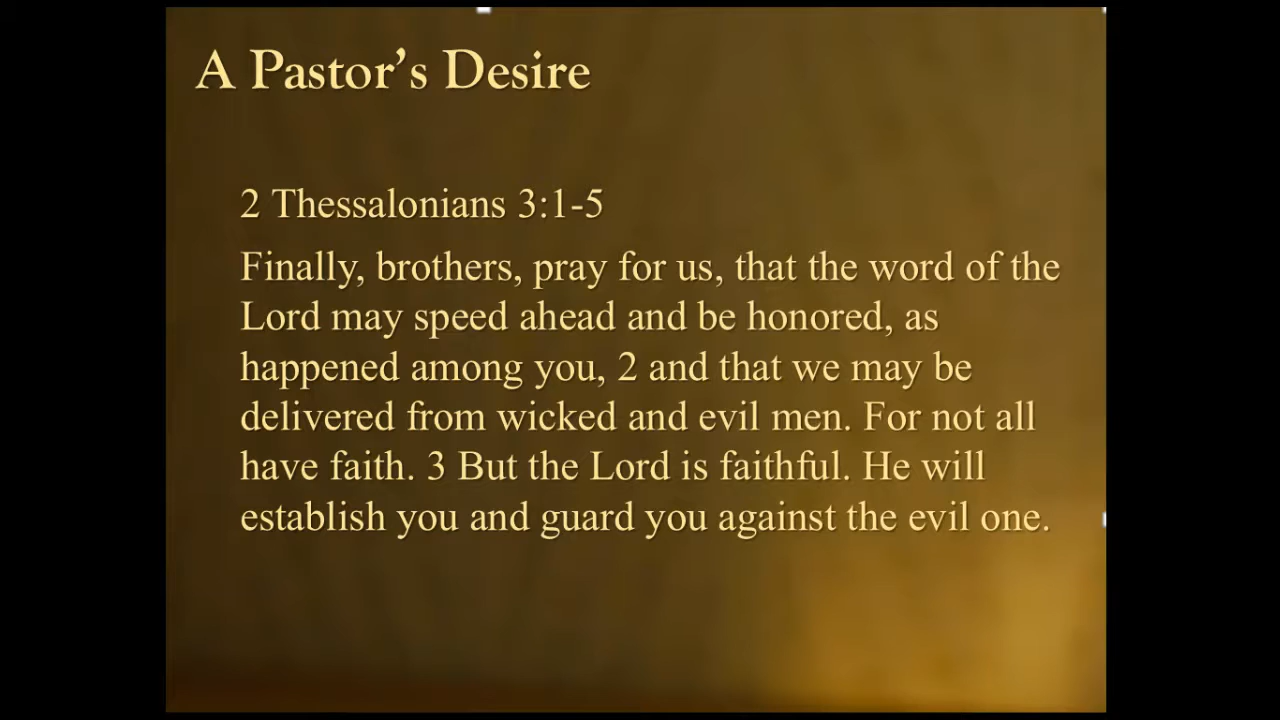 A Pastor’s Desire
2 Thessalonians 3:1-5
Finally, brothers, pray for us, that the word of the
Lord may speed ahead and be honored, as
happened among you, 2 and that we may be
delivered from wicked and evil men. For not all
have faith. 3 But the Lord is faithful. He will
establish you and guard you against the evil one.